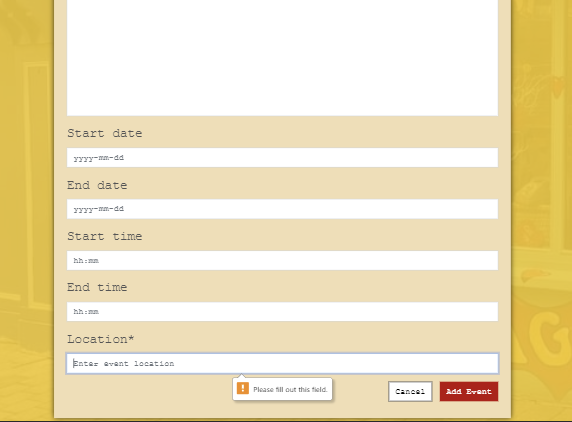 Start date
yyyy-mm-dd
End date
yyyy-mm-dd
Start time
hh:mm
End time
hh:mm
Location*
Enter event location
Please fill out this field.
Cancel
Add Event